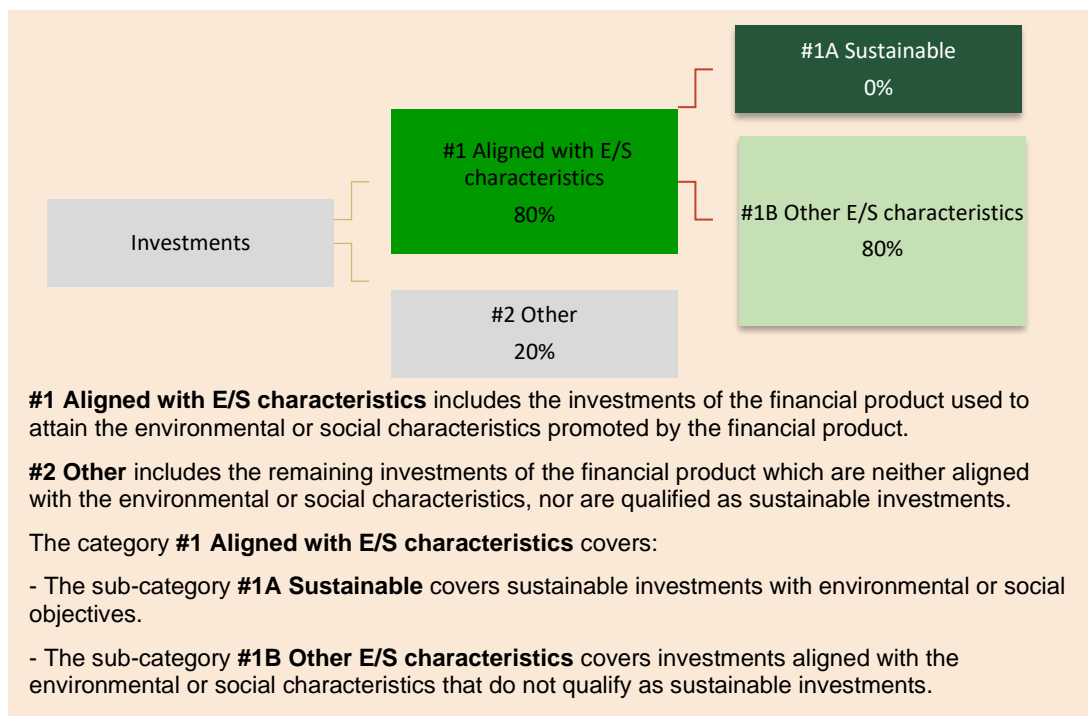 #1A Sustainable
0%
#1 Aligned with E/S
characteristics
80%
#1B Other E/S characteristics
80%
Investments
#2 Other
20%
#1 Aligned with E/S characteristics includes the investments of the financial product used to
attain the environmental or social characteristics promoted by the financial product.
#2 Other includes the remaining investments of the financial product which are neither aligned
with the environmental or social characteristics, nor are qualified as sustainable investments.
The category #1 Aligned with E/S characteristics covers:
- The sub-category #1A Sustainable covers sustainable investments with environmental or social
objectives.
- The sub-category #1B Other E/S characteristics covers investments aligned with the
environmental or social characteristics that do not qualify as sustainable investments.